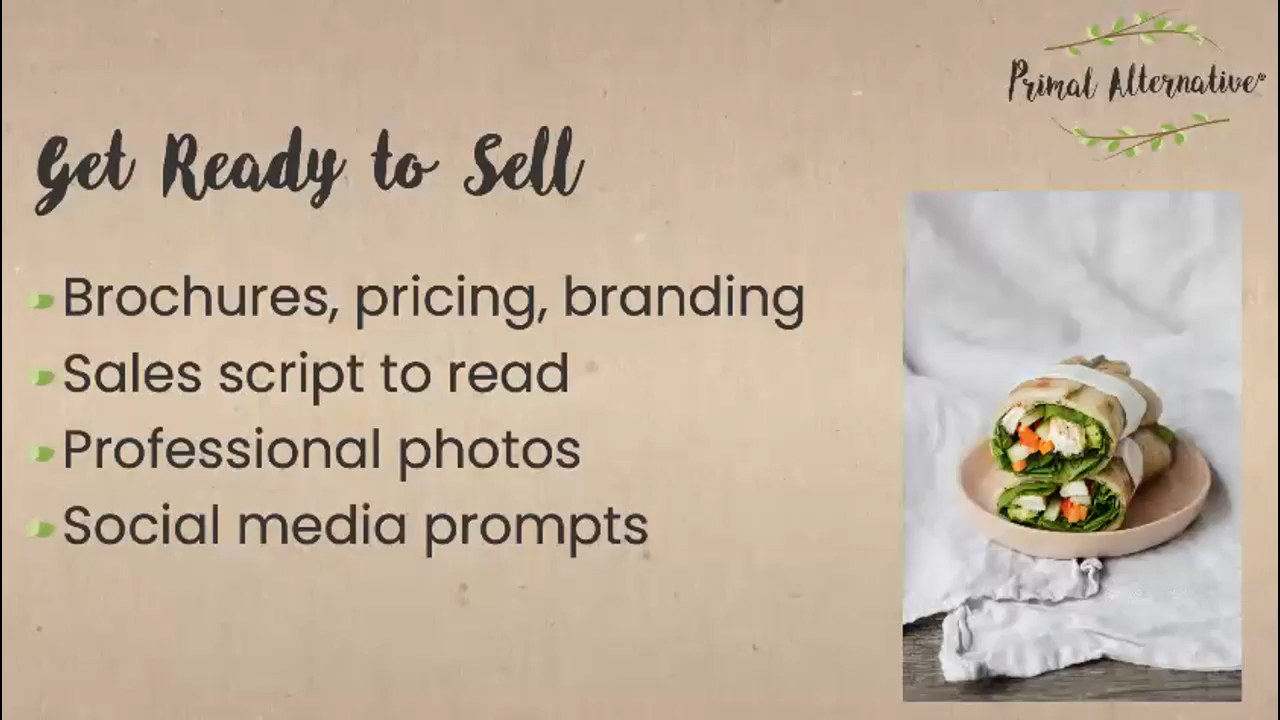 Primal Alternative®
Get Ready to Sell
Brochures, pricing, branding
Sales script to read
Professional photos
Social media prompts